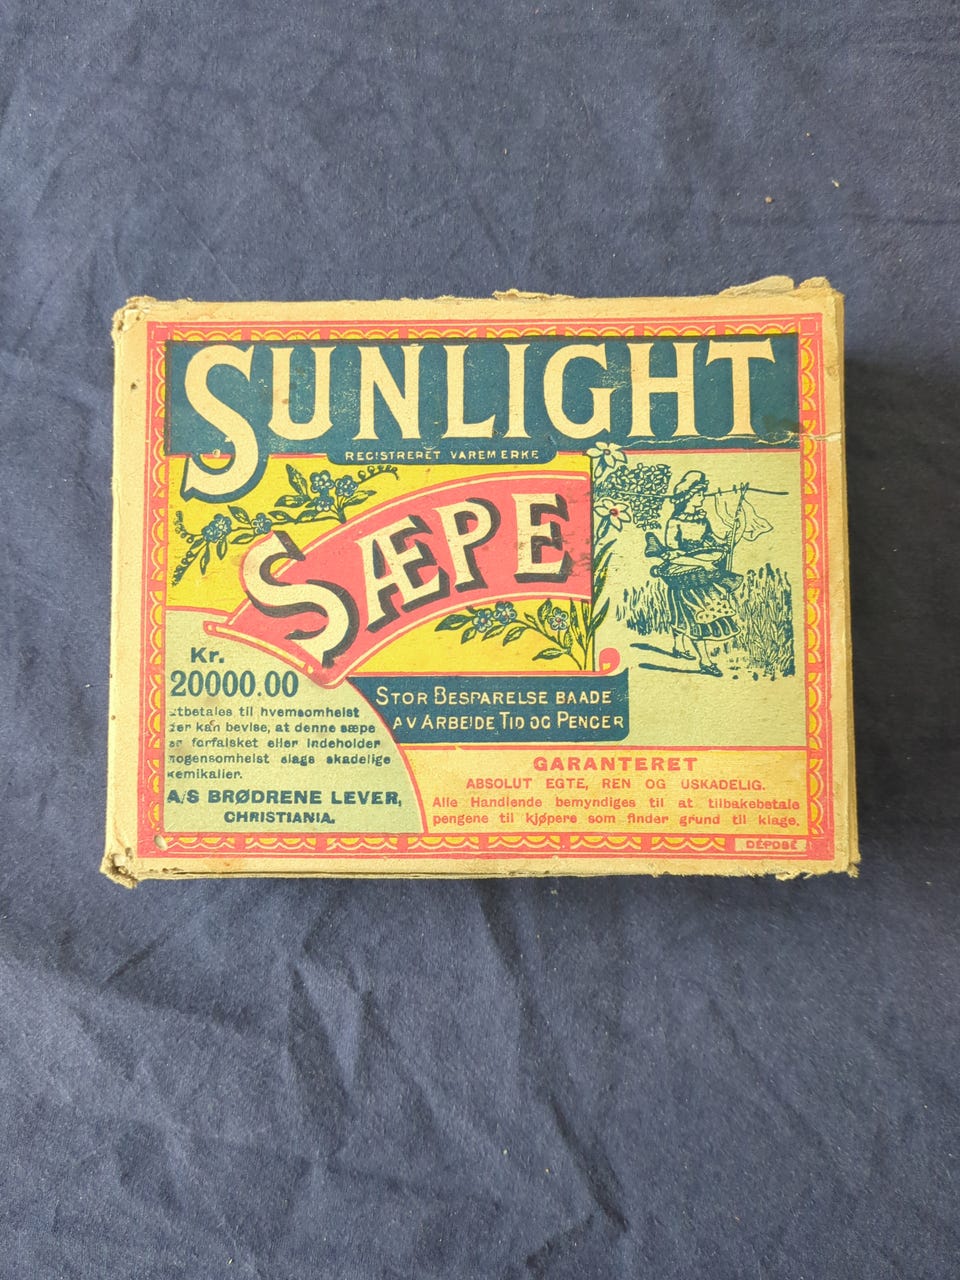 SUNLIGHT
REGISTRERET VAREMERKE
SÆPE
Kr.
20000.00
utbetales til hvemsomhelst
der kan bevise, at denne sæpe
er forfalsket eller indeholder
nogensomhelst slags skadelige
kemikalier.
A/S BRØDRENE LEVER,
CHRISTIANIA.
STOR BESPARELSE BAADE
AV ARBEIDE TID OG PENGER
GARANTERET
ABSOLUT EGTE, REN OG USKADELIG.
Alle Handlende bemyndiges til at tilbakebetale
pengene til kjøpere som finder grund til klage.
DÉPOSÉ